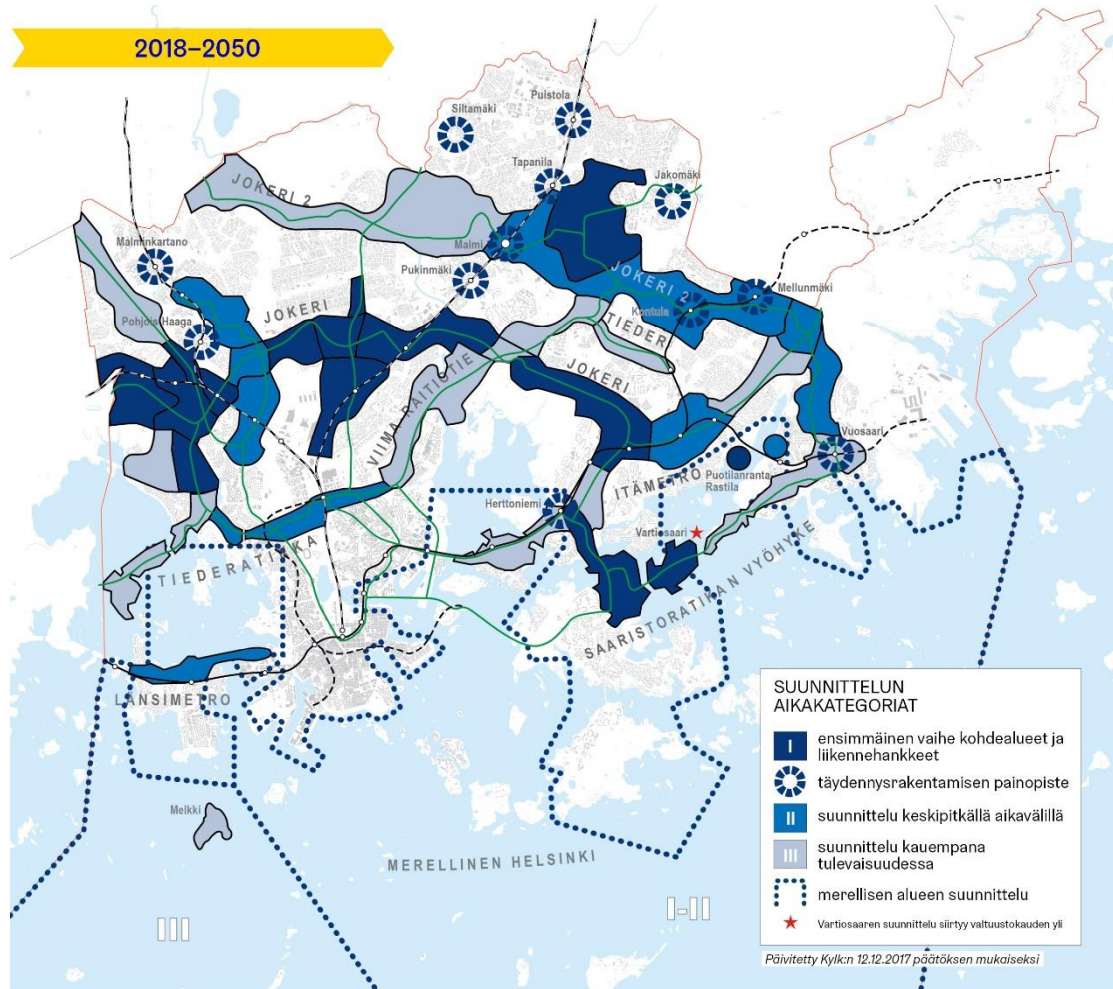 2018–2050
Siltamäki
Puistola
Tapanila
JOKERI 2
Jakomäki
Malminkartano
Malmi
Pukinmäki
JOKERI 2
Mellunmäki
Kontula
Pohjois Haaga
JOKERI
TIEDER
VIIMA-RAITIOTIE
JOKERI
Vuosaari
Puotilanranta
Rastila
ITÄMETRO
Herttoniemi
Vartiosaari
TIEDERATIKKA
SAARISTORATIKAN VYÖHYKE
LÄNSIMETRO
Melkki
MERELLINEN HELSINKI
III
I-II
SUUNNITTELUN
AIKAKATEGORIAT
I ensimmäinen vaihe kohdealueet ja
liikennehankkeet
täydennysrakentamisen painopiste
II suunnittelu keskipitkällä aikavälillä
III suunnittelu kauempana
tulevaisuudessa
merellisen alueen suunnittelu
Vartiosaaren suunnittelu siirtyy valtuustokauden yli
Päivitetty Kylk:n 12.12.2017 päätöksen mukaiseksi